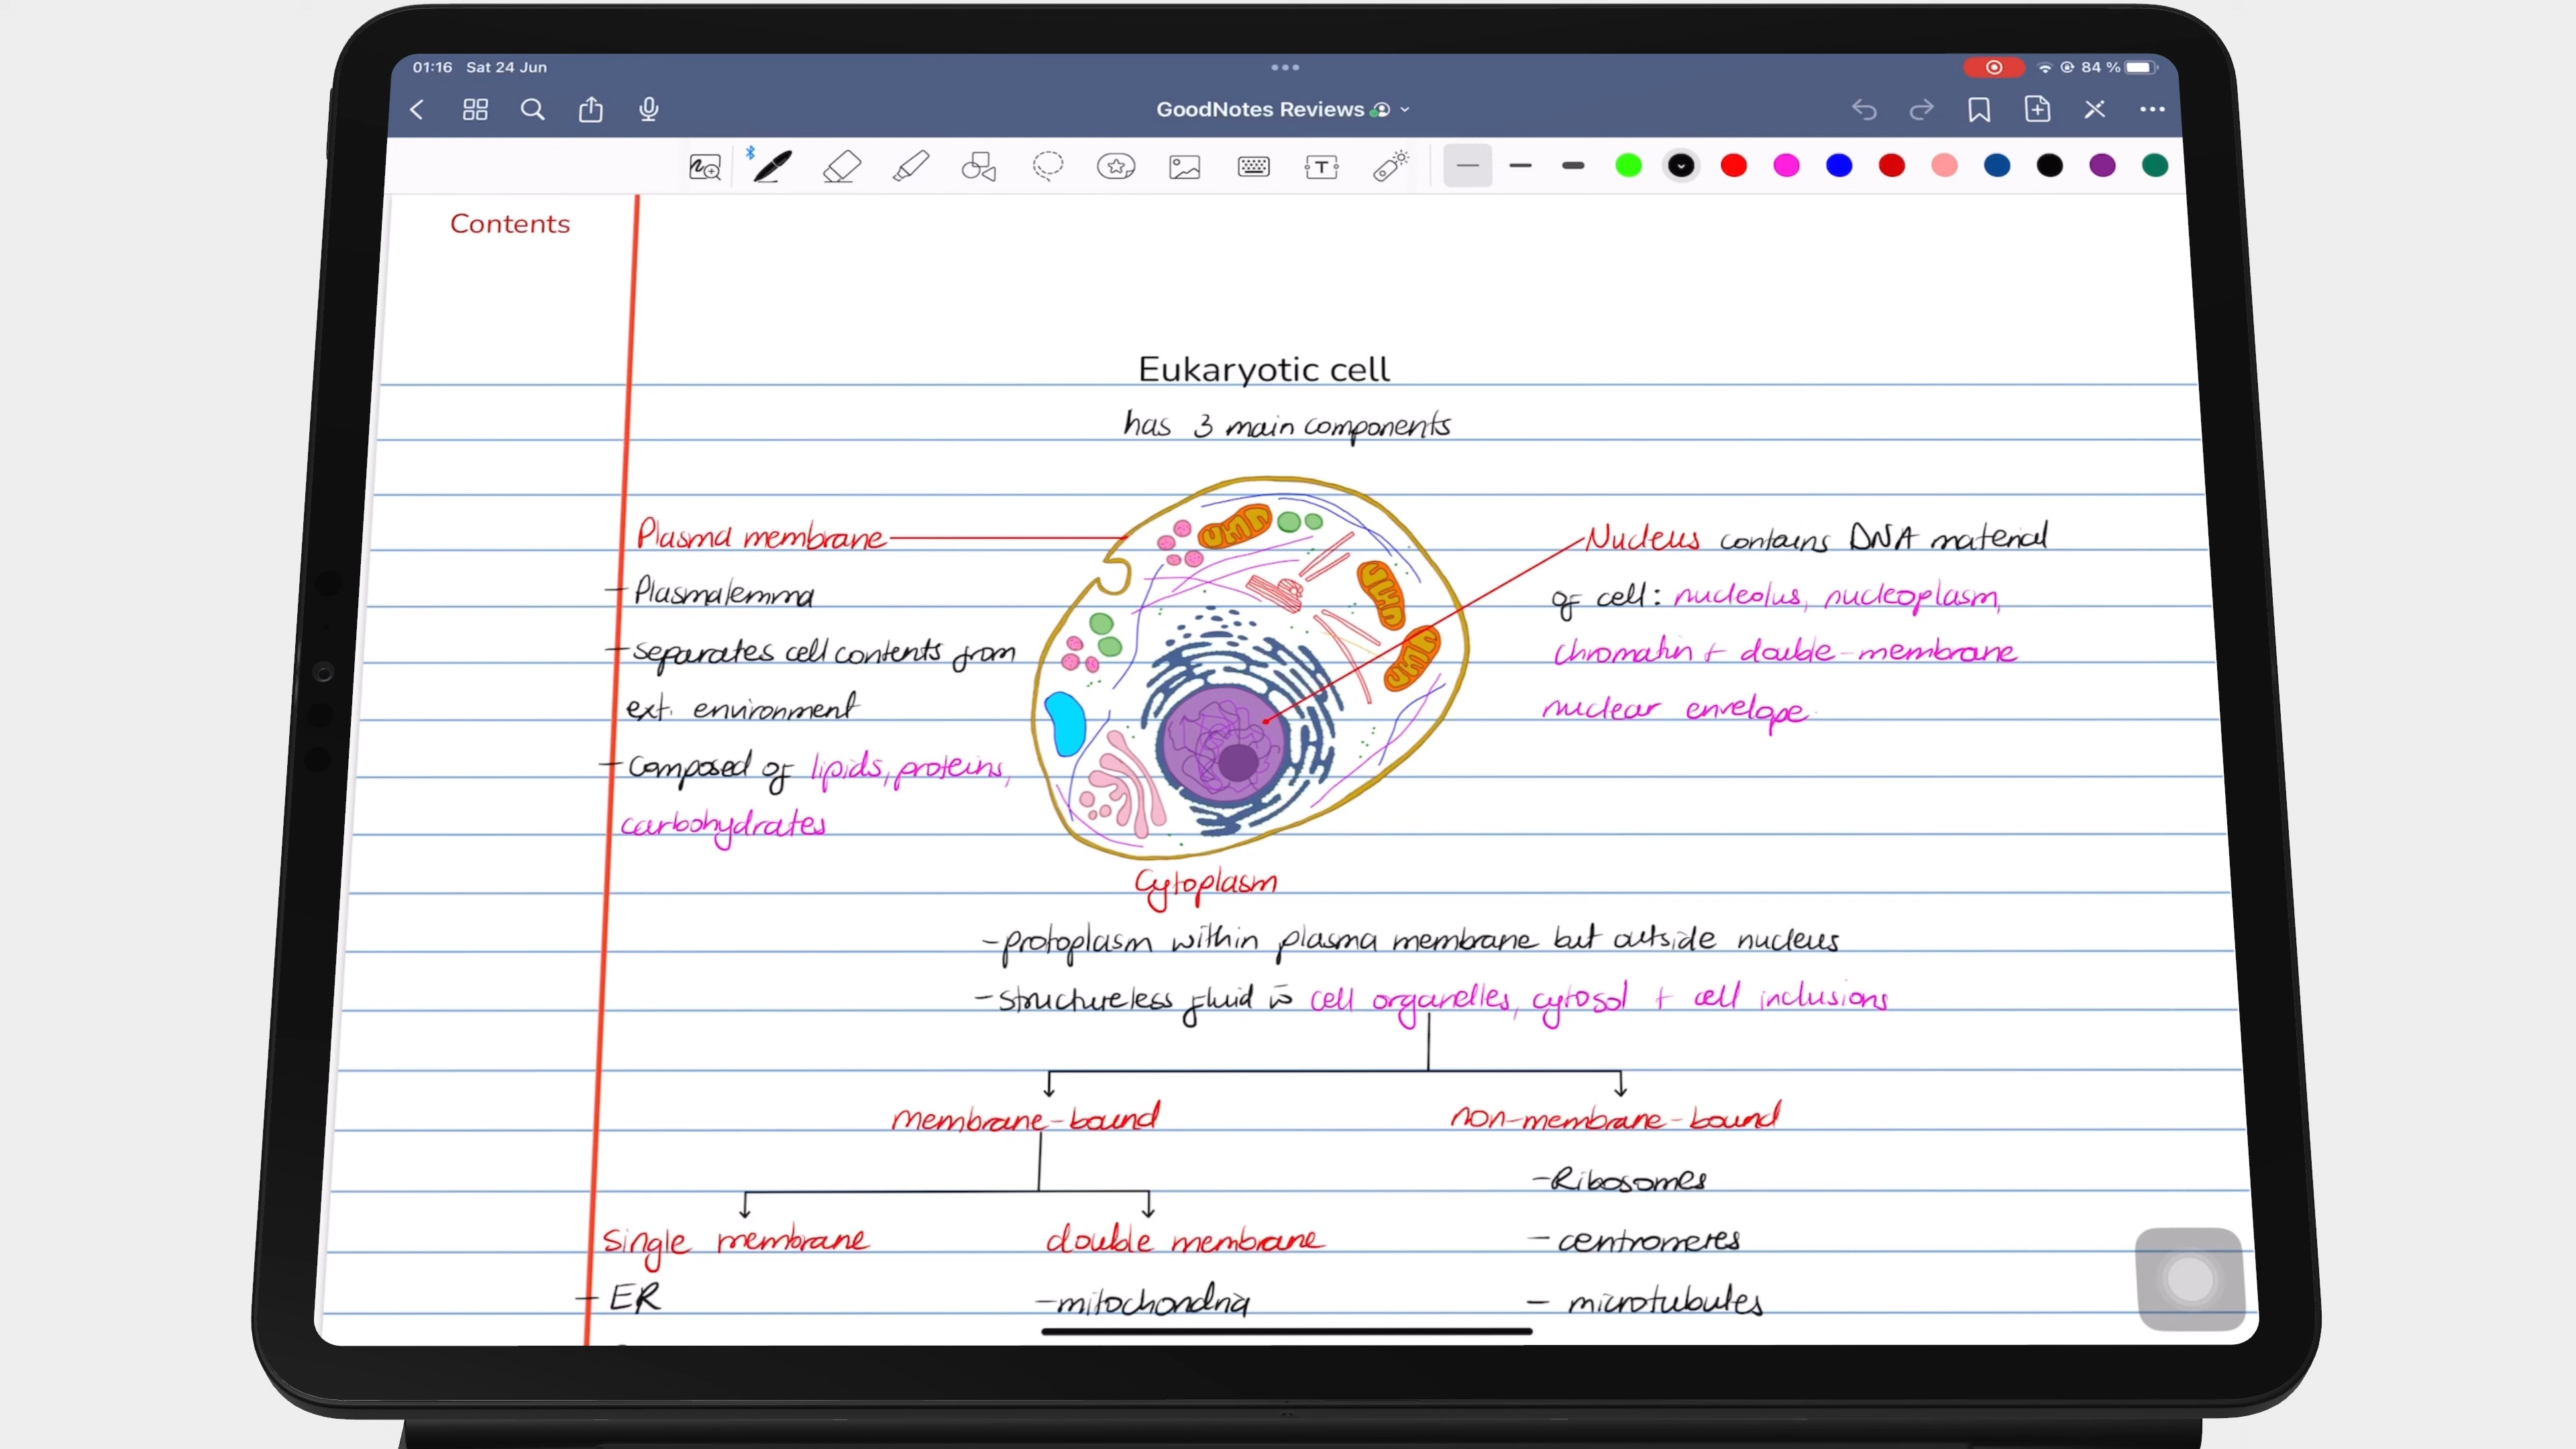 01:16 Sat 24 Jun
84 %
GoodNotes Reviews
T
Contents
Eukaryotic cell
has 3 main components
Plasma membrane
- Plasmalemma
- separates cell contents from
ext. environment
- composed of lipids, proteins,
carbohydrates
Nucleus contains DNA material
of cell: nucleolus, nucleoplasm,
chromatin + double-membrane
nuclear envelope
Cytoplasm
- protoplasm within plasma membrane but outside nucleus
- structureless fluid cell organelles, cytosol + cell inclusions
membrane-bound
non-membrane-bound
- Ribosomes
single membrane
double membrane
- centromeres
- ER
- mitochondria
- microtubules